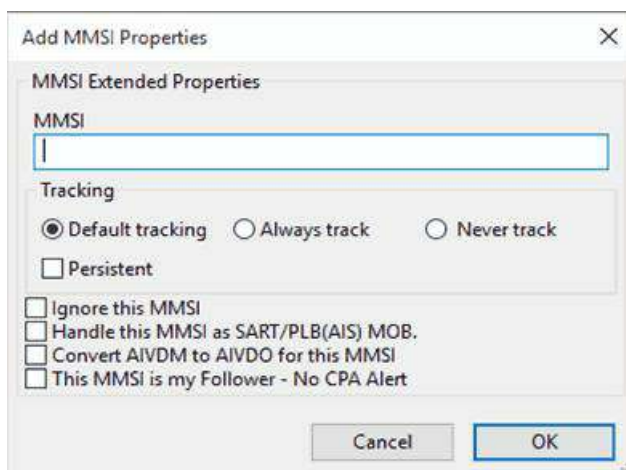 Add MMSI Properties
MMSI Extended Properties
MMSI
Tracking
Default tracking Always track Never track
Persistent
Ignore this MMSI
Handle this MMSI as SART/PLB(AIS) MOB.
Convert AIVDM to AIVDO for this MMSI
This MMSI is my Follower - No CPA Alert
Cancel OK